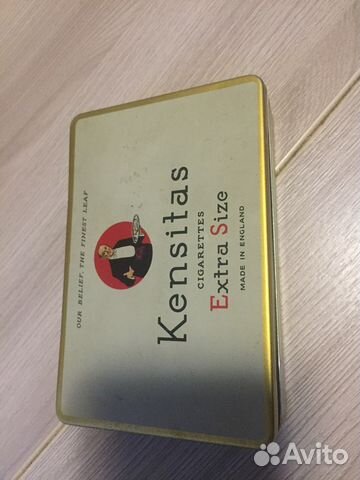 OUR BELIEF, THE FINEST LEAF
Kensitas
CIGARETTES
Extra Size
MADE IN ENGLAND
Avito